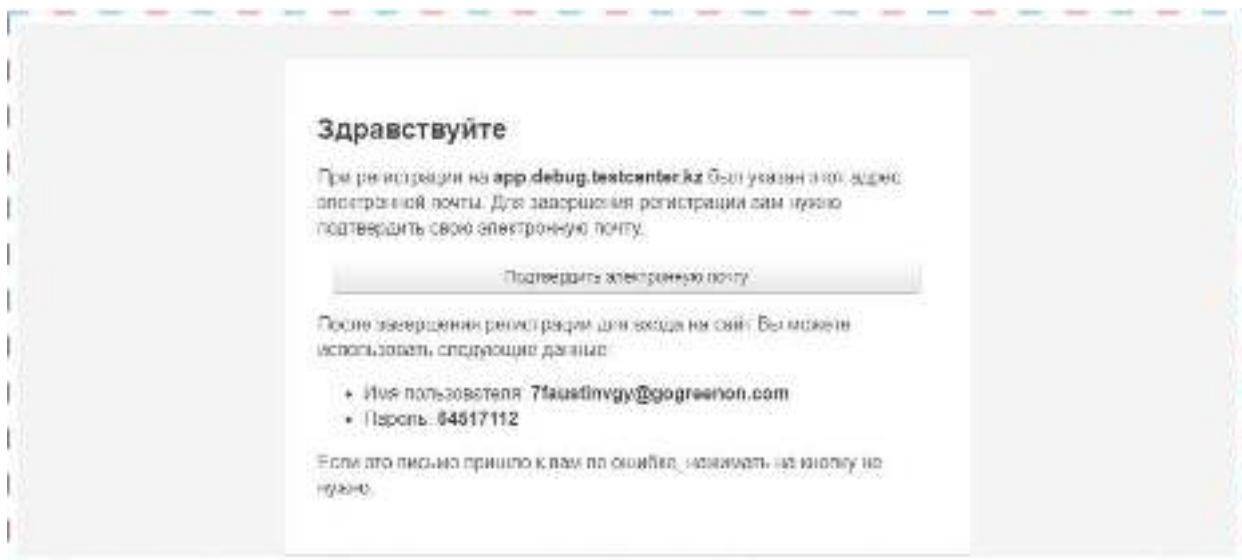 Здравствуйте
При регистрации на app.debug.testcenter.kz был указан этот адрес
электронной почты. Для завершения регистрации вам нужно
подтвердить свою электронную почту.
Подтвердить электронную почту
После завершения регистрации для входа на сайт Вы можете
использовать следующие данные:
Имя пользователя: 7faustinvgy@gogreenon.com
Пароль: 64517112
Если это письмо пришло к вам по ошибке, нажимать на кнопку не
нужно.